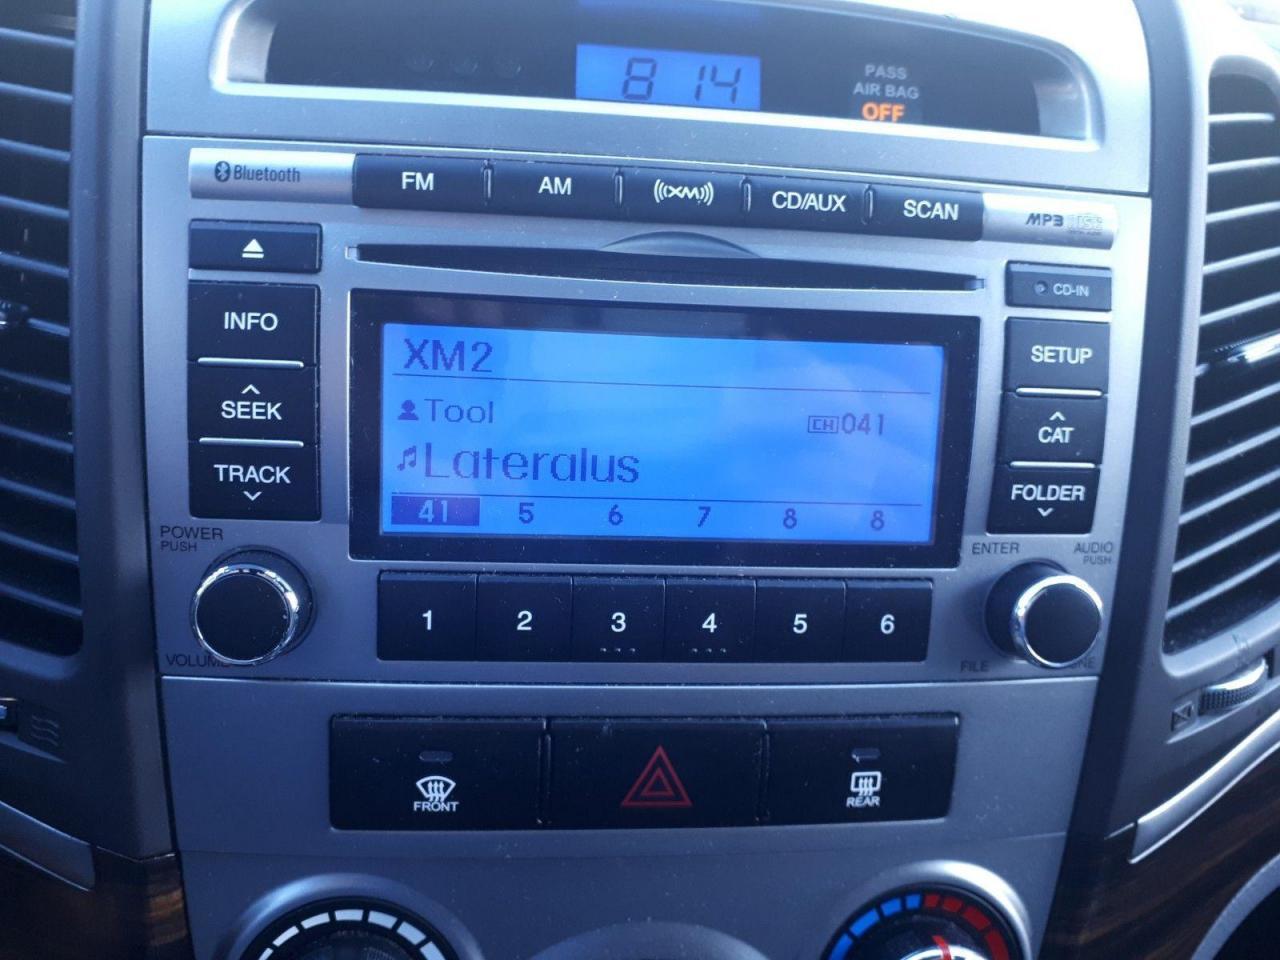 8 14
PASS
AIR BAG
OFF
Bluetooth
FM
AM
((XM))
CD/AUX
SCAN
MP3
CD-IN
INFO
SEEK
TRACK
SETUP
CAT
FOLDER
XM2
Tool
CH 041
Lateralus
41 5 6 7 8 8
POWER
PUSH
VOLUME
ENTER
AUDIO
PUSH
FILE
1 2 3 4 5 6
FRONT
REAR